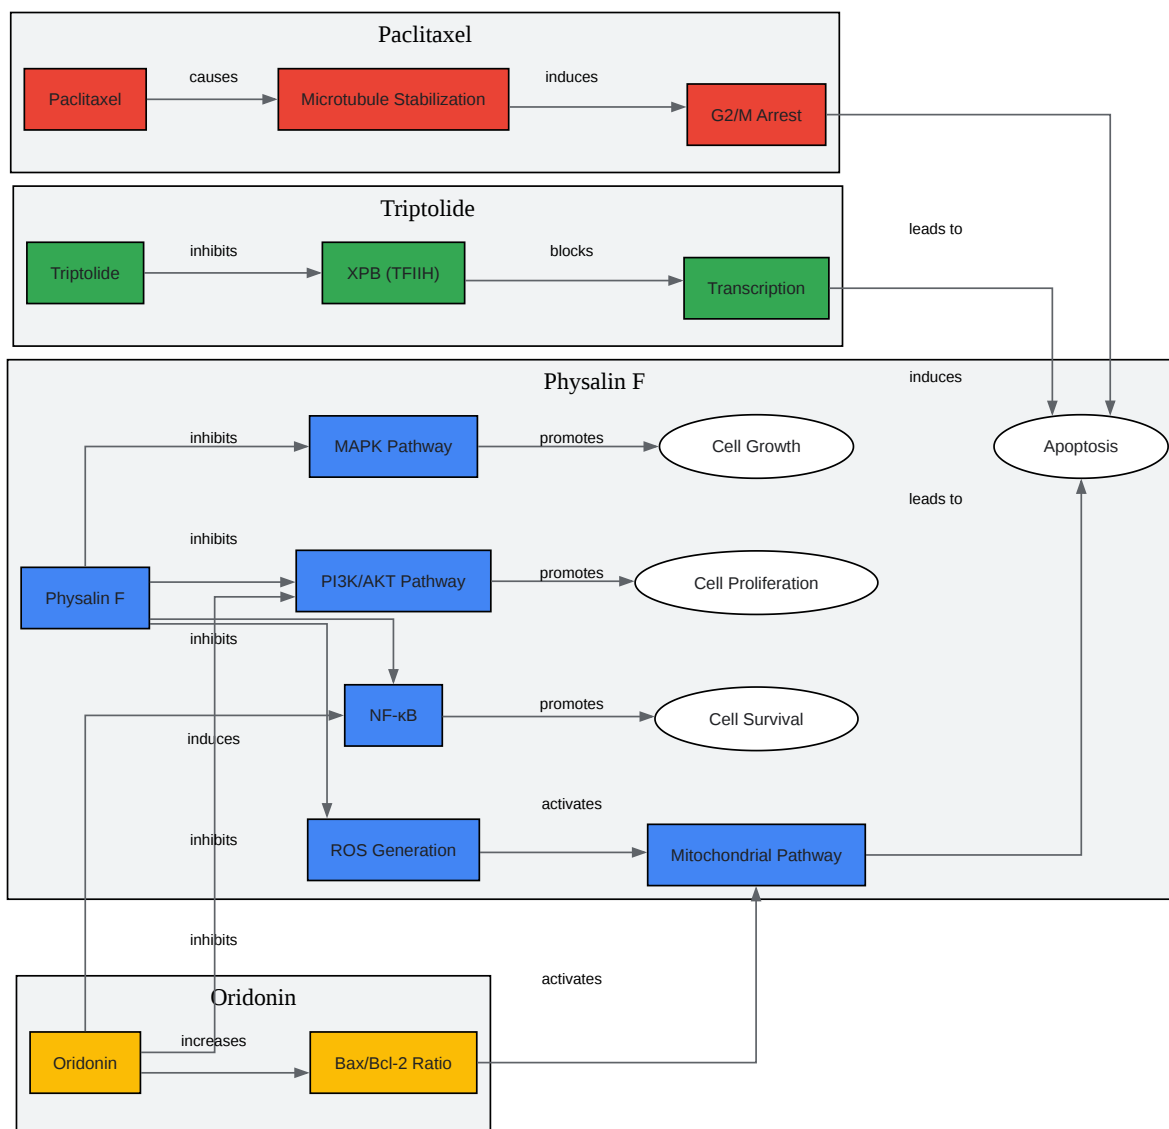 Paclitaxel
Paclitaxel
causes
Microtubule Stabilization
induces
G2/M Arrest
Triptolide
Triptolide
inhibits
XPB (TFIIH)
blocks
Transcription
leads to
Physalin F
induces
inhibits
MAPK Pathway
promotes
Cell Growth
Apoptosis
leads to
inhibits
PI3K/AKT Pathway
promotes
Cell Proliferation
Physalin F
inhibits
NF-κB
promotes
Cell Survival
induces
activates
inhibits
ROS Generation
Mitochondrial Pathway
inhibits
activates
Oridonin
Oridonin
increases
Bax/Bcl-2 Ratio